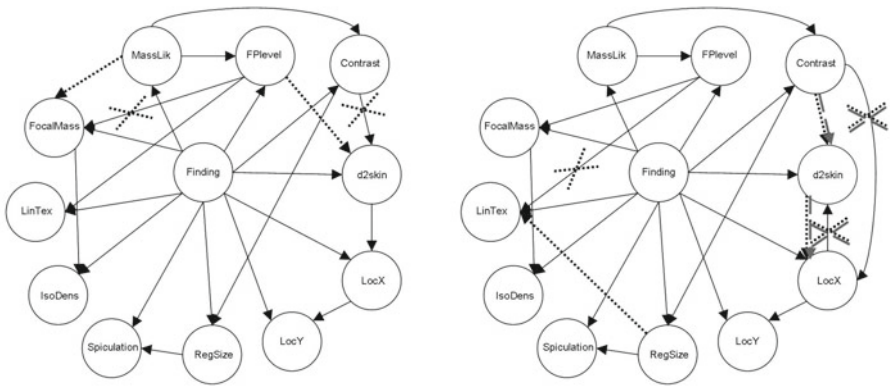 MassLik
FPlevel
Contrast
FocalMass
Finding
d2skin
LinTex
IsoDens
LocX
Spiculation
RegSize
LocY
MassLik
FPlevel
Contrast
FocalMass
Finding
d2skin
LinTex
IsoDens
LocX
Spiculation
RegSize
LocY